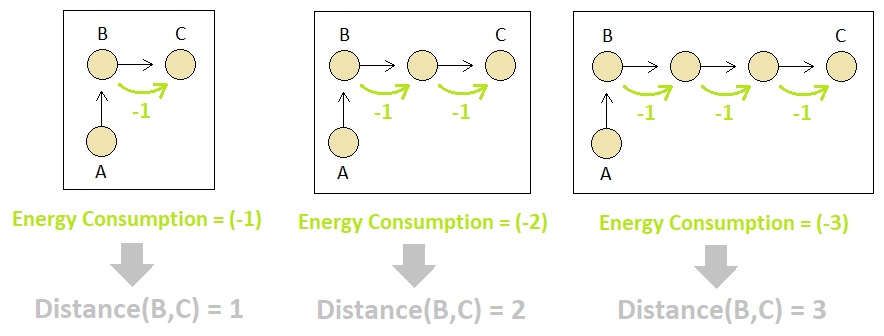 B C
-1
A
Energy Consumption = (-1)
Distance(B,C) = 1
B C
-1 -1
A
Energy Consumption = (-2)
Distance(B,C) = 2
B C
-1 -1 -1
A
Energy Consumption = (-3)
Distance(B,C) = 3